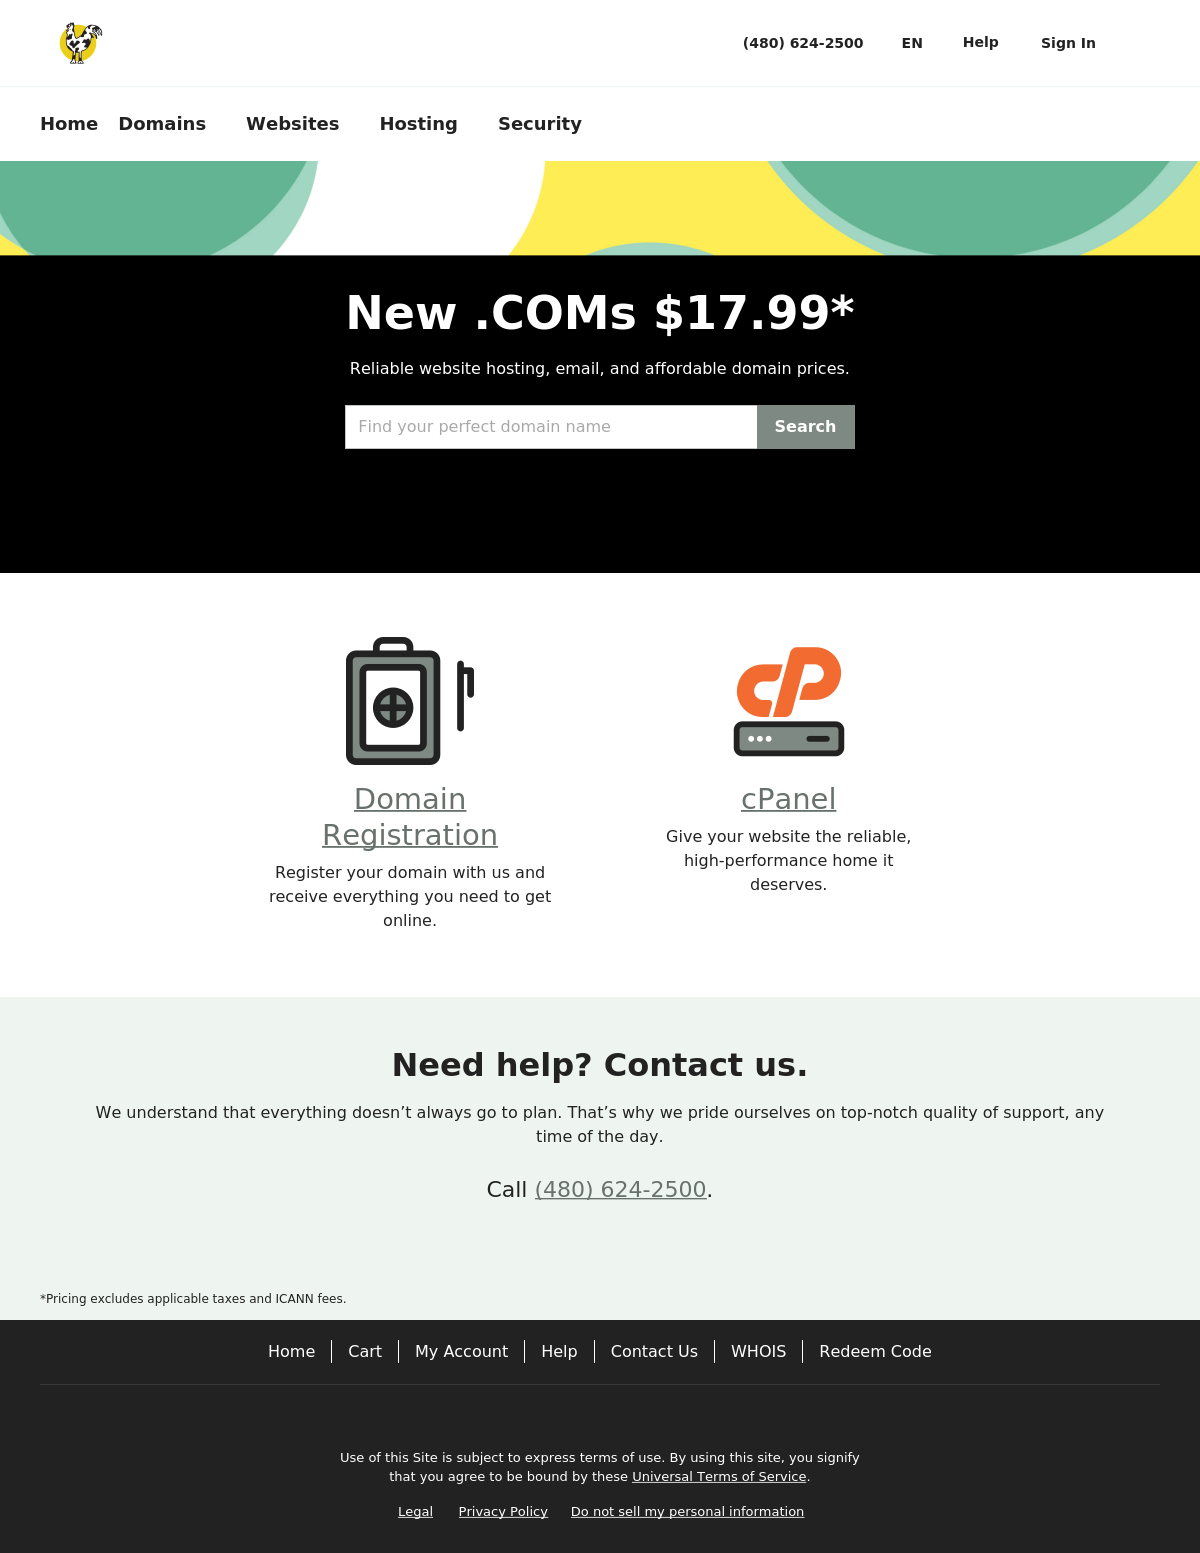 (480) 624-2500 EN Help Sign In
Home Domains Websites Hosting Security
New .COMs $17.99*
Reliable website hosting, email, and affordable domain prices.
Find your perfect domain name Search
Domain
Registration
Register your domain with us and
receive everything you need to get
online.
cP
cPanel
Give your website the reliable,
high-performance home it
deserves.
Need help? Contact us.
We understand that everything doesn’t always go to plan. That’s why we pride ourselves on top-notch quality of support, any
time of the day.
Call (480) 624-2500.
*Pricing excludes applicable taxes and ICANN fees.
Home Cart My Account Help Contact Us WHOIS Redeem Code
Use of this Site is subject to express terms of use. By using this site, you signify
that you agree to be bound by these Universal Terms of Service.
Legal Privacy Policy Do not sell my personal information